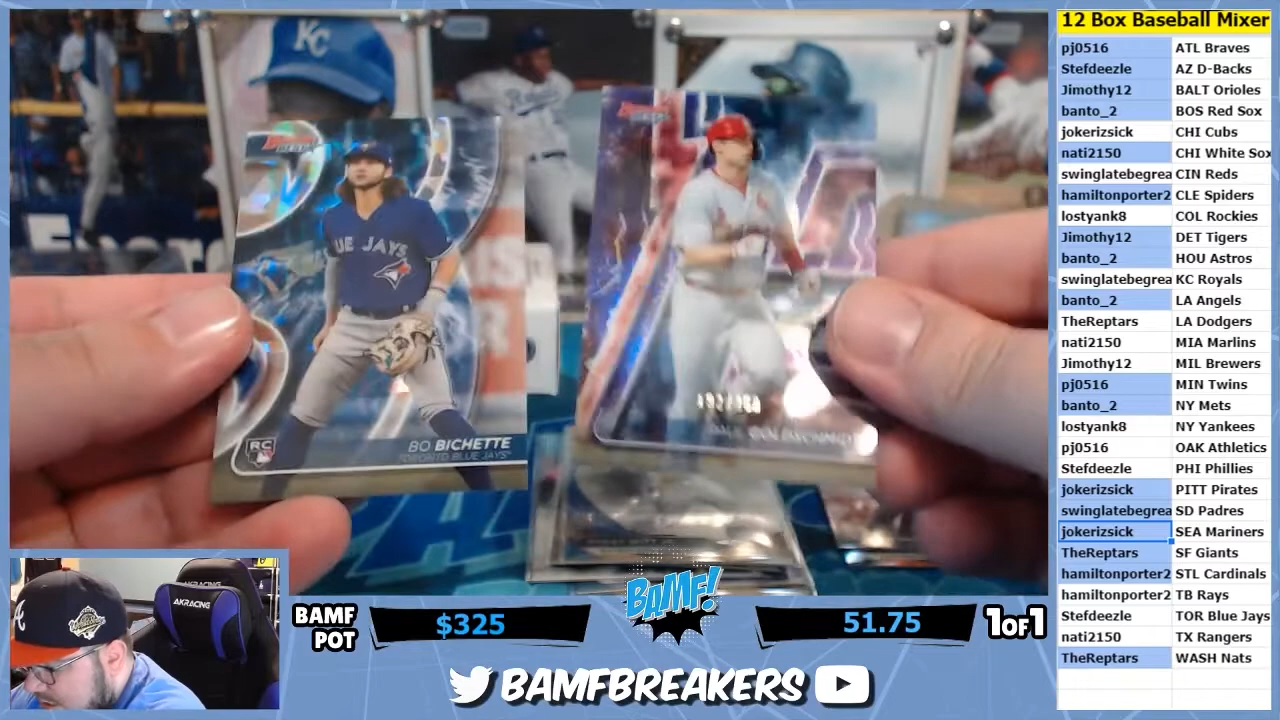 12 Box Baseball Mixer
pj0516 ATL Braves
Stefdeezle AZ D-Backs
Jimothy12 BALT Orioles
banto_2 BOS Red Sox
jokerizsick CHI Cubs
nati2150 CHI White Sox
swinglatebegrea CIN Reds
hamiltonporter2 CLE Spiders
lostyank8 COL Rockies
Jimothy12 DET Tigers
banto_2 HOU Astros
swinglatebegrea KC Royals
banto_2 LA Angels
TheReptars LA Dodgers
nati2150 MIA Marlins
Jimothy12 MIL Brewers
pj0516 MIN Twins
banto_2 NY Mets
lostyank8 NY Yankees
pj0516 OAK Athletics
Stefdeezle PHI Phillies
jokerizsick PITT Pirates
swinglatebegrea SD Padres
jokerizsick SEA Mariners
TheReptars SF Giants
hamiltonporter2 STL Cardinals
hamiltonporter2 TB Rays
Stefdeezle TOR Blue Jays
nati2150 TX Rangers
TheReptars WASH Nats
KC
UE JAYS
RC
BO BICHETTE
TORONTO BLUE JAYS
AKRACING
AKRACING
BAMF
POT
$325
BAMF!
51.75
1OF1
BAMFBREAKERS